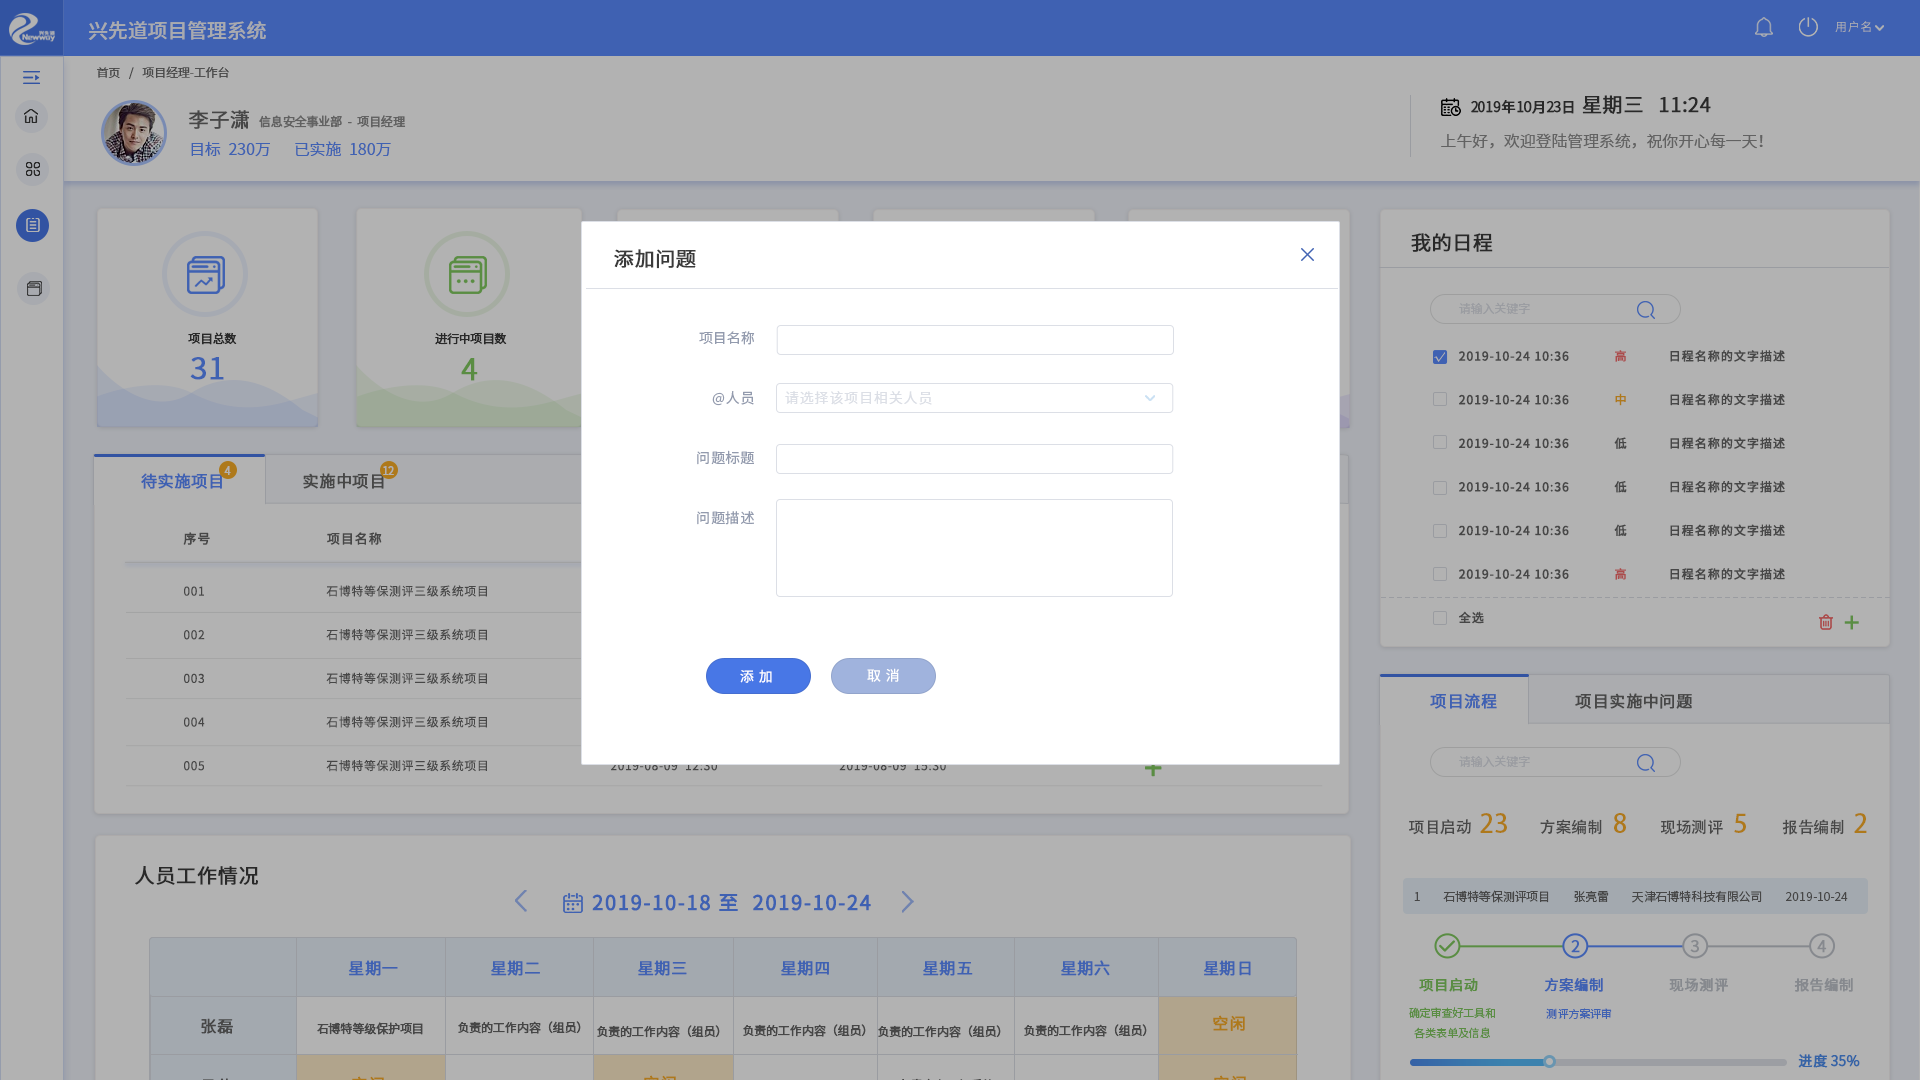 兴先道项目管理系统
用户名
首页 / 项目经理-工作台
李子潇 信息安全事业部 - 项目经理
目标 230万 已实施 180万
2019年10月23日 星期三 11:24
上午好，欢迎登陆管理系统，祝你开心每一天！
项目总数
31
进行中项目数
4
待实施项目 4
实施中项目 12
序号 项目名称
001 石博特等保测评三级系统项目
002 石博特等保测评三级系统项目
003 石博特等保测评三级系统项目
004 石博特等保测评三级系统项目
005 石博特等保测评三级系统项目 2019-08-09 12:30 2019-08-09 15:30
添加问题
项目名称
@人员 请选择该项目相关人员
问题标题
问题描述
添 加
取 消
我的日程
请输入关键字
2019-10-24 10:36 高 日程名称的文字描述
2019-10-24 10:36 中 日程名称的文字描述
2019-10-24 10:36 低 日程名称的文字描述
2019-10-24 10:36 低 日程名称的文字描述
2019-10-24 10:36 低 日程名称的文字描述
2019-10-24 10:36 高 日程名称的文字描述
全选
项目流程 项目实施中问题
请输入关键字
项目启动 23 方案编制 8 现场测评 5 报告编制 2
1 石博特等保测评项目 张亮雷 天津石博特科技有限公司 2019-10-24
2 3 4
项目启动 方案编制 现场测评 报告编制
确定审查好工具和 测评方案评审
各类表单及信息
进度 35%
人员工作情况
2019-10-18 至 2019-10-24
星期一 星期二 星期三 星期四 星期五 星期六 星期日
张磊 石博特等级保护项目 负责的工作内容（组员） 负责的工作内容（组员） 负责的工作内容（组员） 负责的工作内容（组员） 负责的工作内容（组员） 空闲